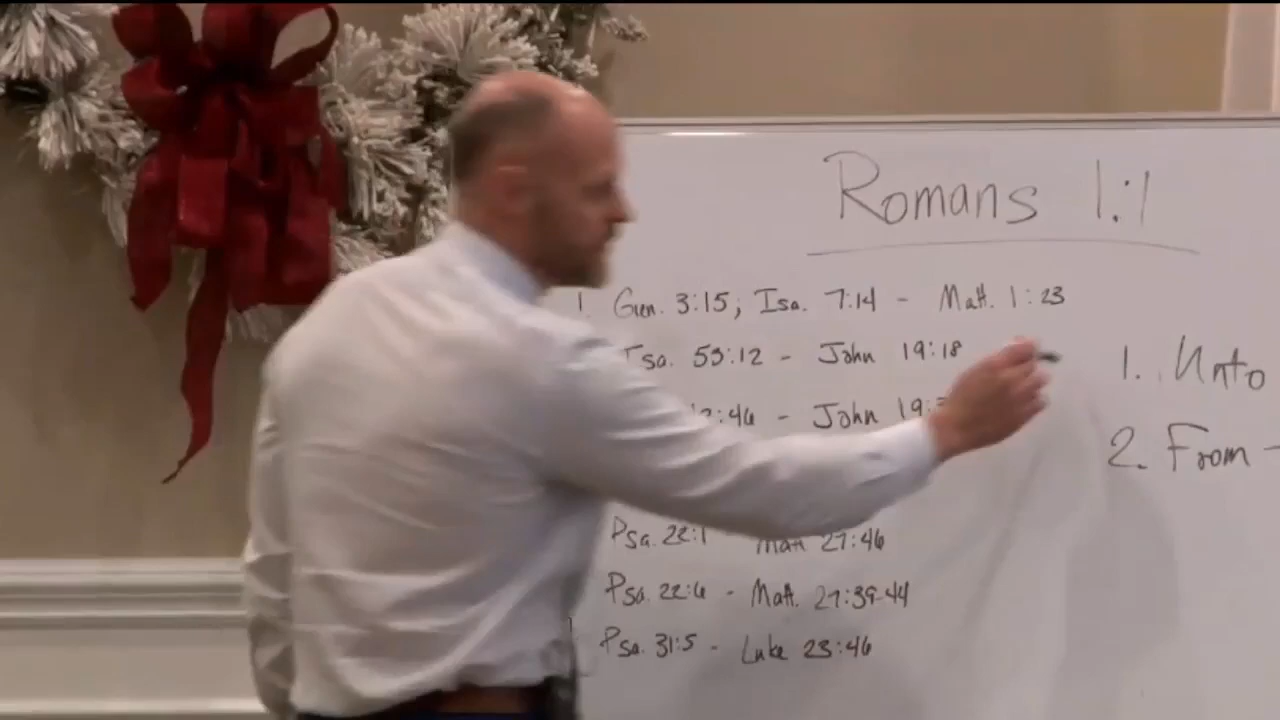 Romans 1:1
1. Gen. 3:15; Isa. 7:14 - Matt. 1:23
Isa. 53:12 - John 19:18
12:46 - John 19:
Psa. 22:1 Matt 27:46
Psa. 22:6 - Matt. 27:39-44
Psa. 31:5 - Luke 23:46
1. Unto
2. From -